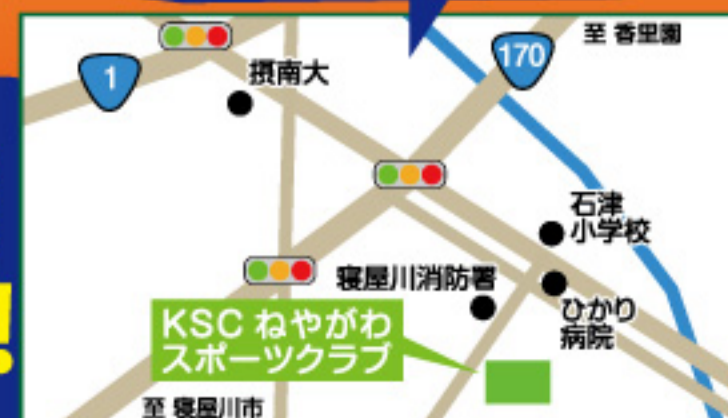 至 香里園
170
1
摂南大
石津
小学校
寝屋川消防署
ひかり
病院
KSC ねやがわ
スポーツクラブ
至 寝屋川市
!